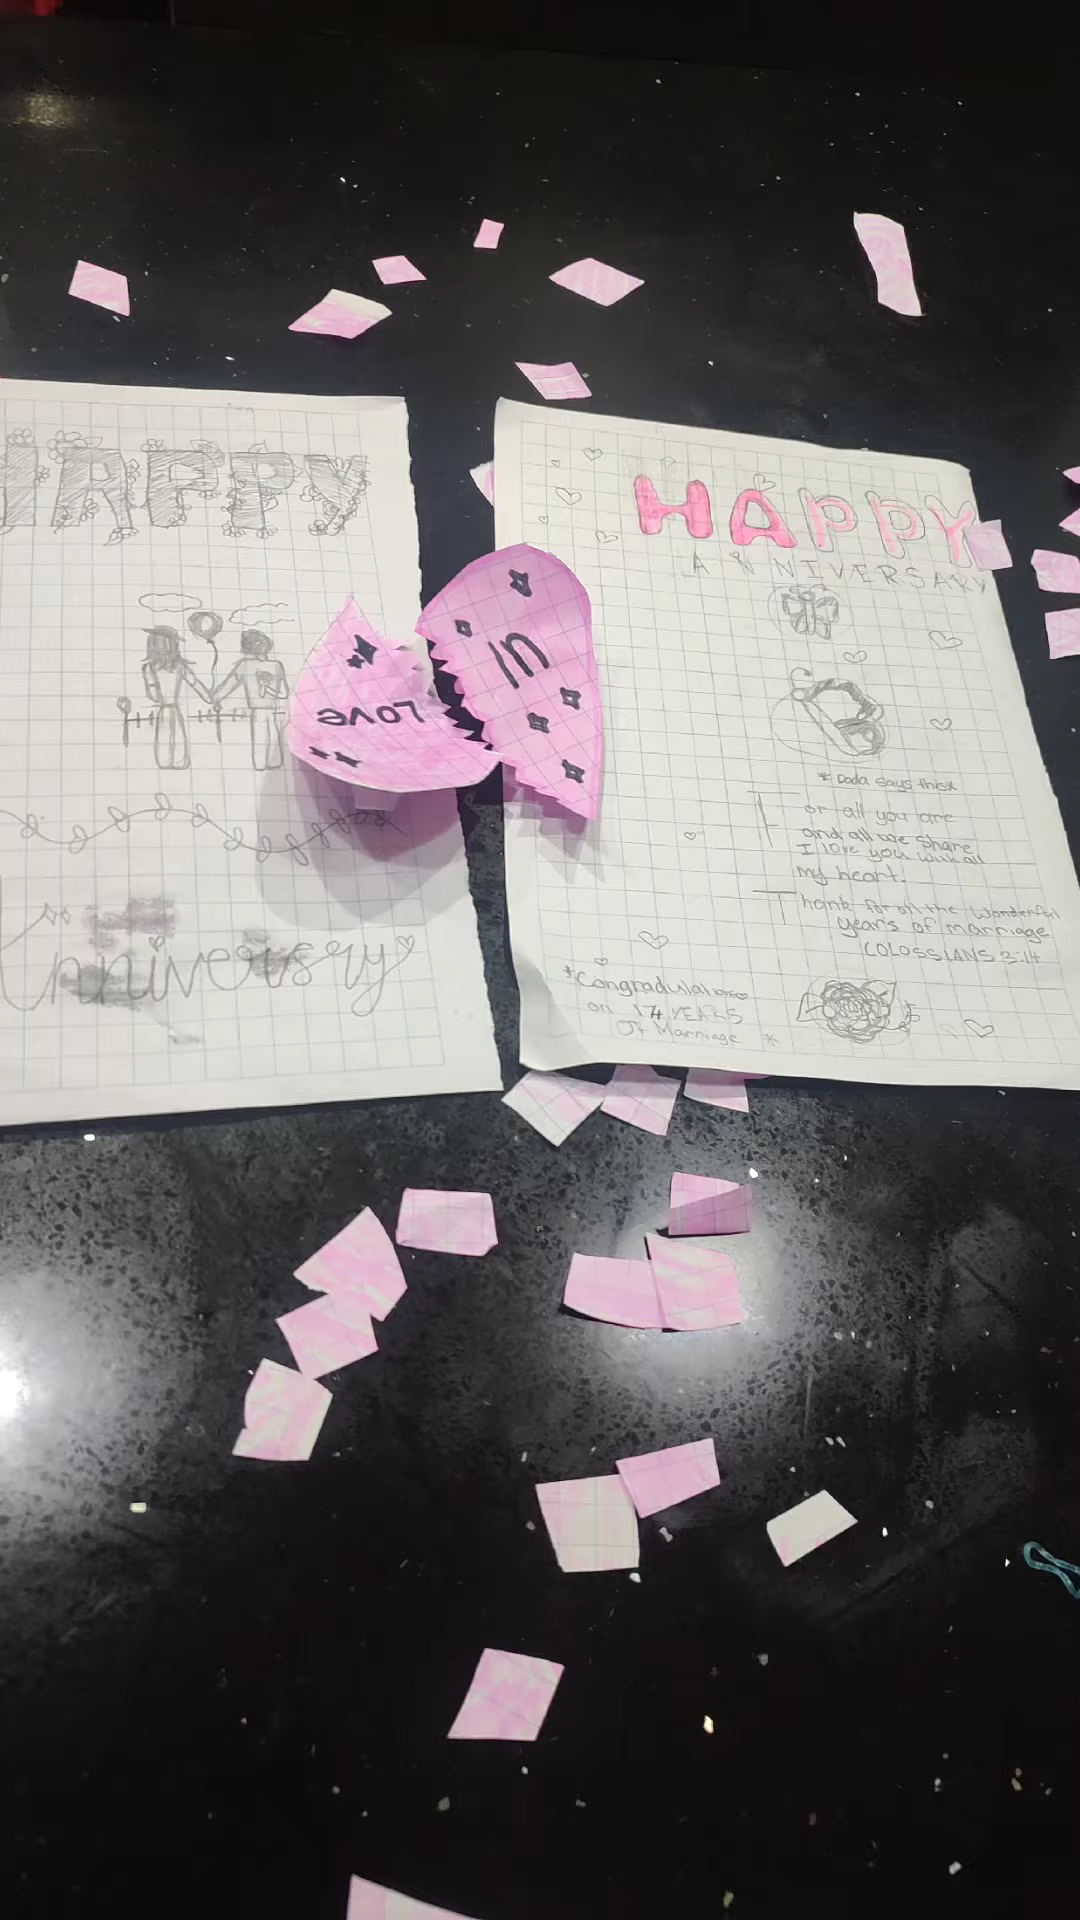 HAPPY
Anniversry
Love
In
HAPPY
ANNIVERSARY
* Dada says this*
For all you are
and all we share
I love you with all
my heart.
Thank for all the wonderful
years of marriage
COLOSSIANS 3:14
*Congradulations
on 17 YEARS
Of Marriage *